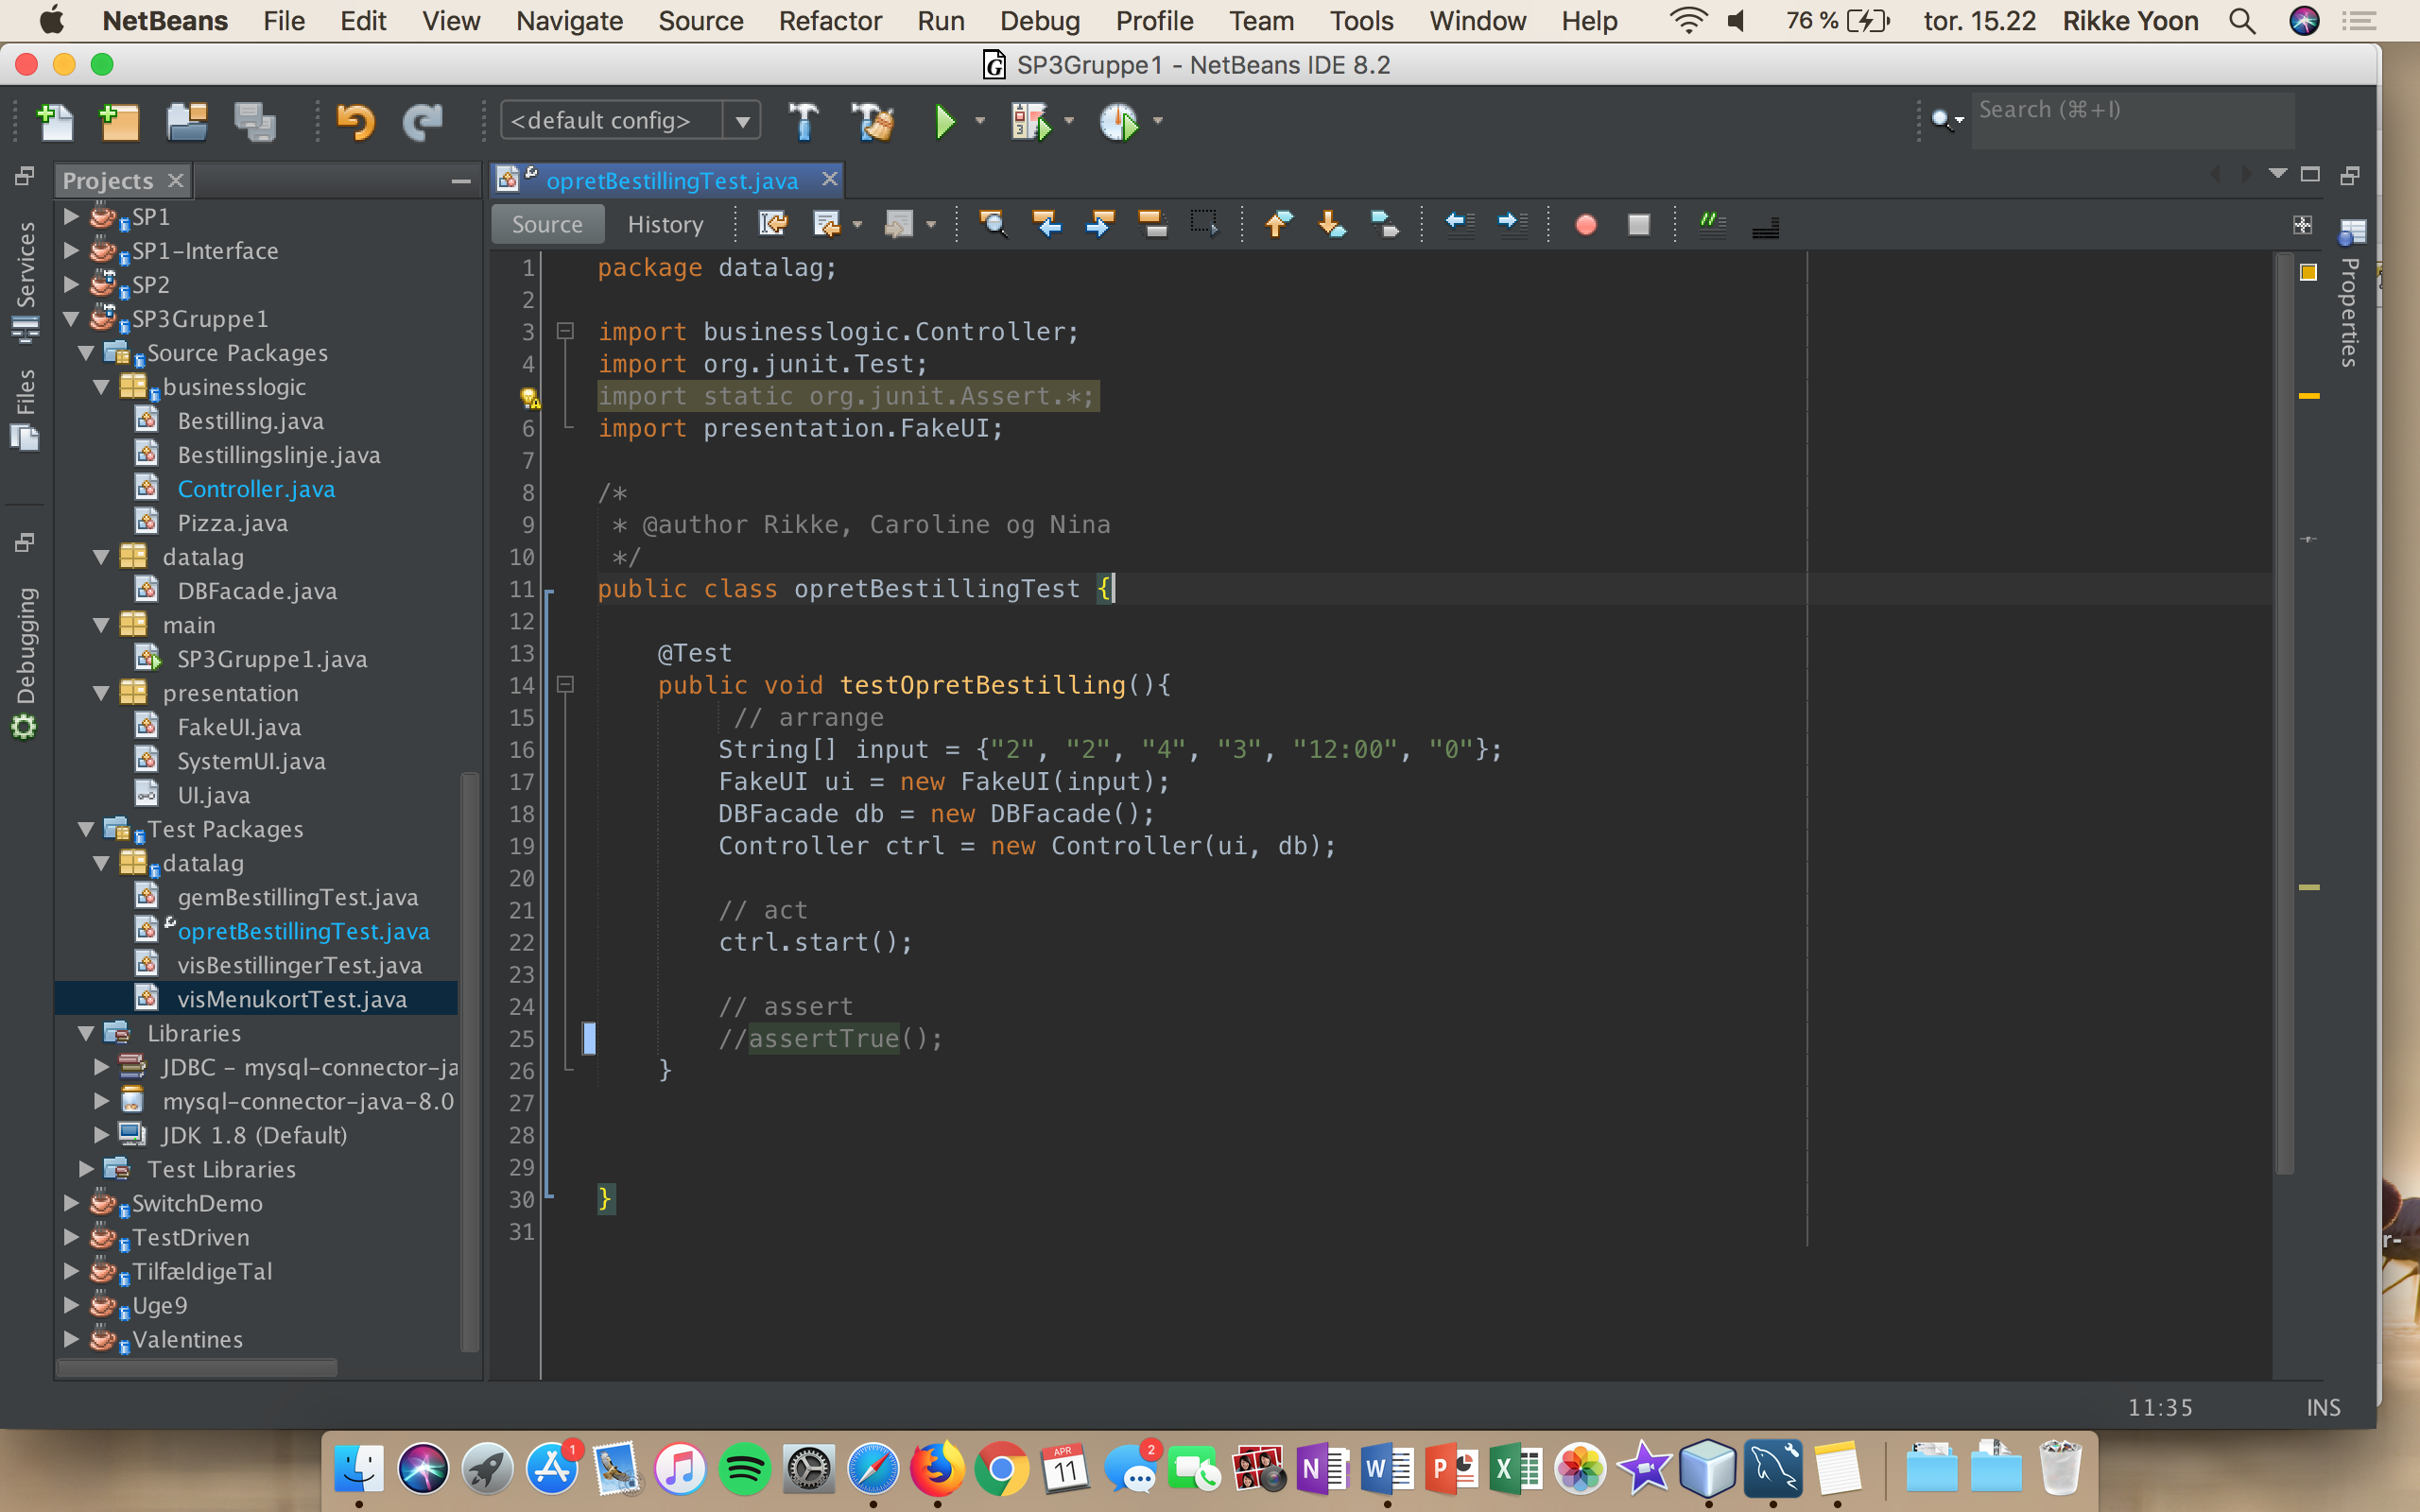 NetBeans File Edit View Navigate Source Refactor Run Debug Profile Team Tools Window Help 76 % tor. 15.22 Rikke Yoon
SP3Gruppe1 - NetBeans IDE 8.2
<default config>
Search (⌘+I)
Projects
opretBestillingTest.java
Source History
Services
Files
Debugging
Properties
SP1
SP1-Interface
SP2
SP3Gruppe1
Source Packages
businesslogic
Bestilling.java
Bestillingslinje.java
Controller.java
Pizza.java
datalag
DBFacade.java
main
SP3Gruppe1.java
presentation
FakeUI.java
SystemUI.java
UI.java
Test Packages
datalag
gemBestillingTest.java
opretBestillingTest.java
visBestillingerTest.java
visMenukortTest.java
Libraries
JDBC - mysql-connector-ja
mysql-connector-java-8.0
JDK 1.8 (Default)
Test Libraries
SwitchDemo
TestDriven
TilfældigeTal
Uge9
Valentines
1 package datalag;
2
3 import businesslogic.Controller;
4 import org.junit.Test;
import static org.junit.Assert.*;
6 import presentation.FakeUI;
7
8 /*
9 * @author Rikke, Caroline og Nina
10 */
11 public class opretBestillingTest {
12
13 @Test
14 public void testOpretBestilling(){
15 // arrange
16 String[] input = {"2", "2", "4", "3", "12:00", "0"};
17 FakeUI ui = new FakeUI(input);
18 DBFacade db = new DBFacade();
19 Controller ctrl = new Controller(ui, db);
20
21 // act
22 ctrl.start();
23
24 // assert
25 //assertTrue();
26 }
27
28
29
30 }
31
11:35 INS
r-
1
APR
11
2
N
W
P
X